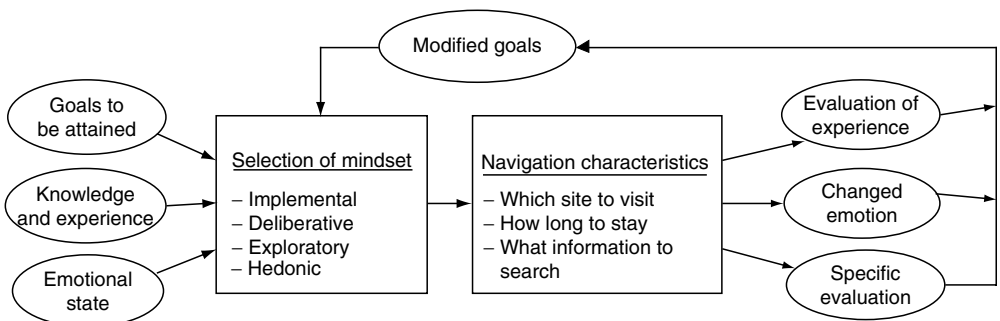 Modified goals
Goals to
be attained
Knowledge
and experience
Emotional
state
Selection of mindset
– Implemental
– Deliberative
– Exploratory
– Hedonic
Navigation characteristics
– Which site to visit
– How long to stay
– What information to
search
Evaluation of
experience
Changed
emotion
Specific
evaluation